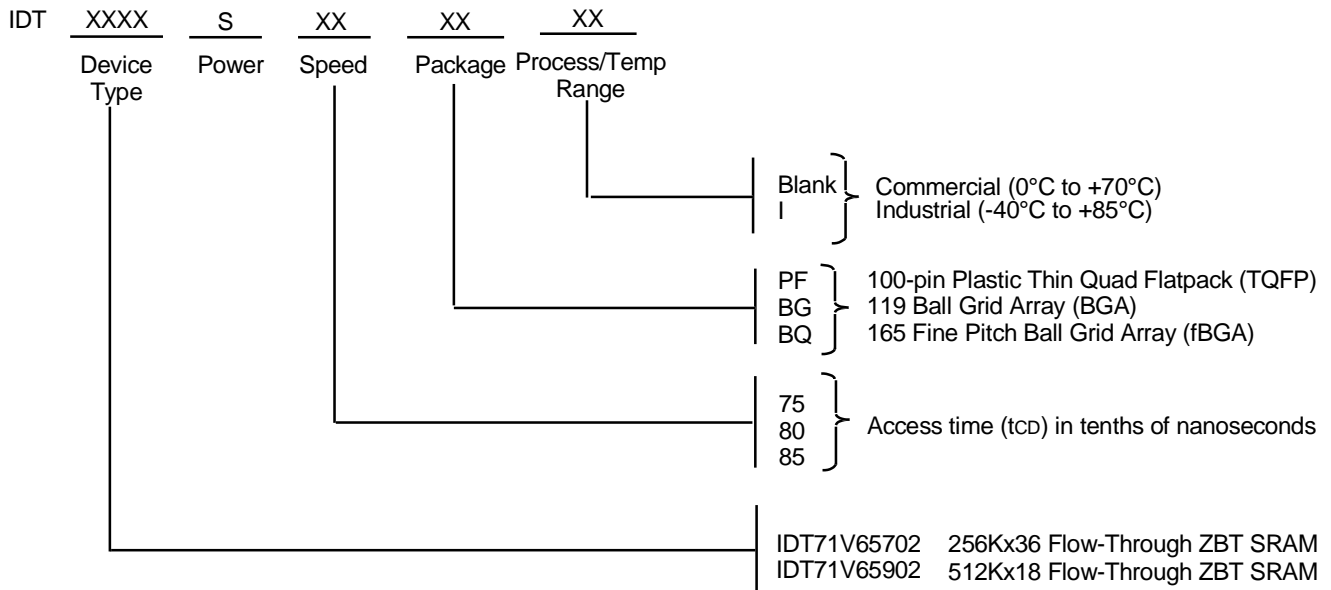 IDT XXXX S XX XX XX
Device Type Power Speed Package Process/Temp Range
Blank Commercial (0°C to +70°C)
I Industrial (-40°C to +85°C)
PF 100-pin Plastic Thin Quad Flatpack (TQFP)
BG 119 Ball Grid Array (BGA)
BQ 165 Fine Pitch Ball Grid Array (fBGA)
75
80 Access time (tCD) in tenths of nanoseconds
85
IDT71V65702 256Kx36 Flow-Through ZBT SRAM
IDT71V65902 512Kx18 Flow-Through ZBT SRAM